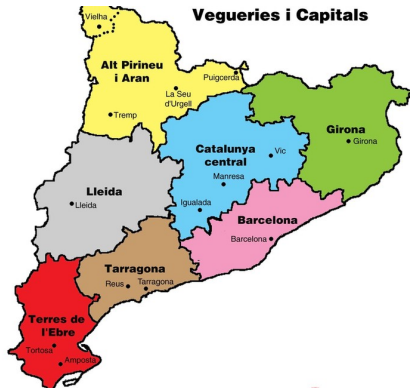 Vegueries i Capitals
Vielha
Alt Pirineu
i Aran
Puigcerda
La Seu
d'Urgell
Tremp
Girona
Girona
Catalunya
central
Vic
Manresa
Igualada
Lleida
Lleida
Barcelona
Barcelona
Tarragona
Reus
Tarragona
Terres de
l'Ebre
Tortosa
Amposta